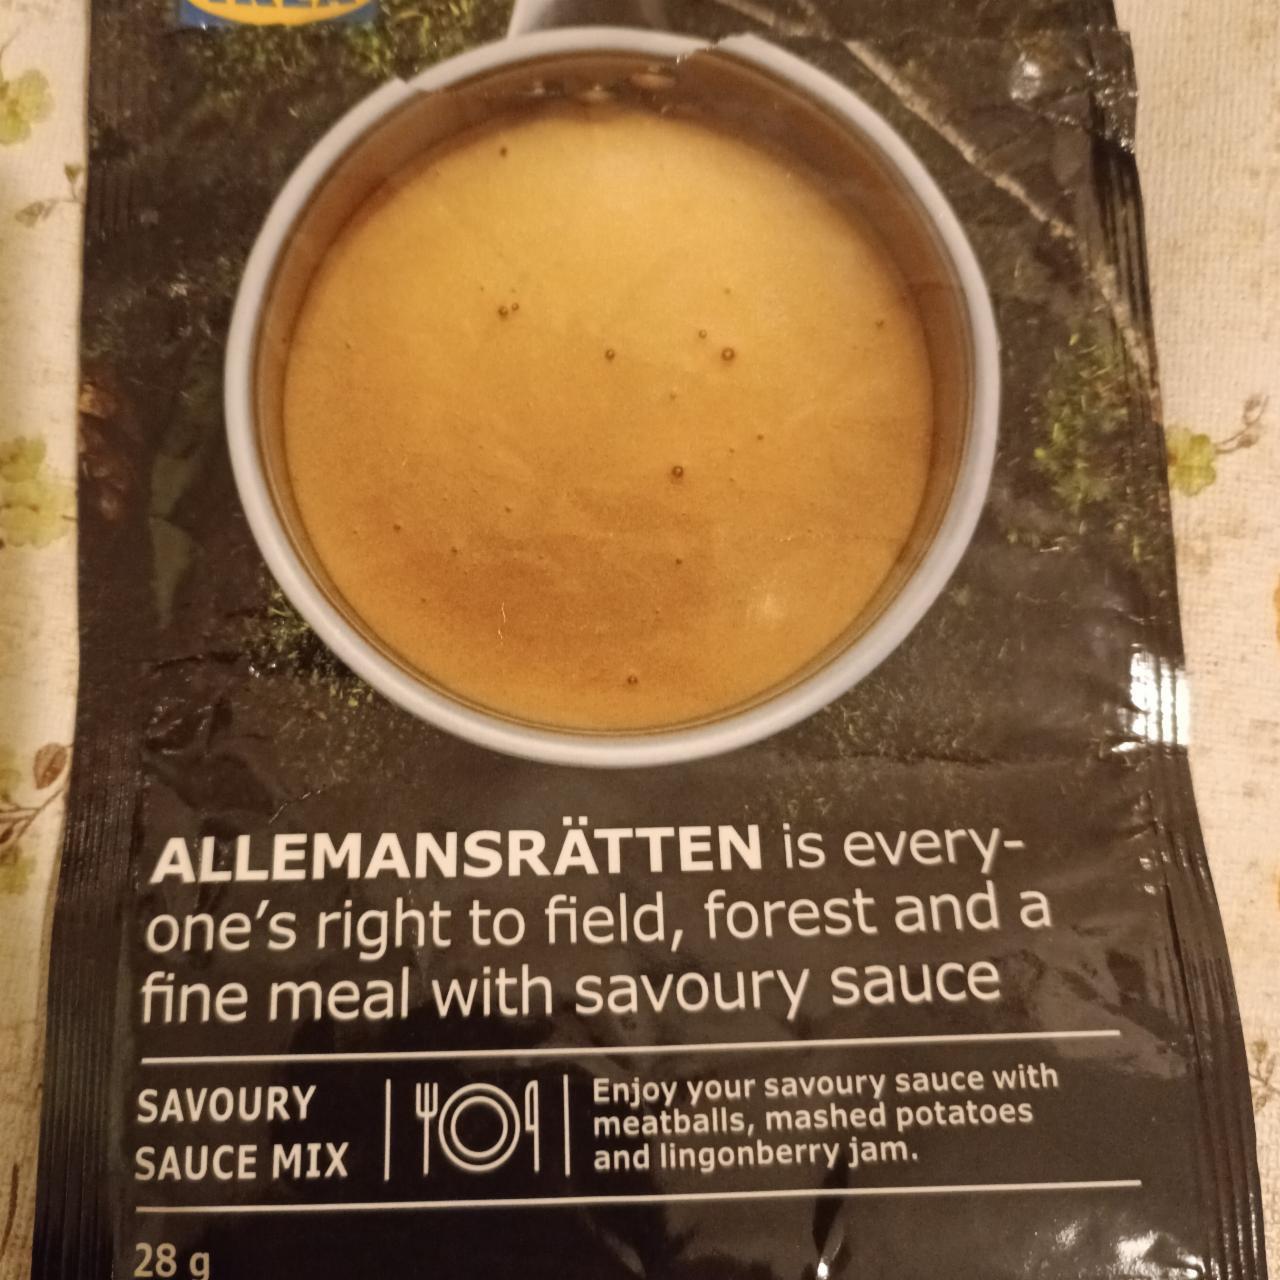 IKEA
ALLEMANSRÄTTEN is every-
one's right to field, forest and a
fine meal with savoury sauce
SAVOURY
SAUCE MIX
Enjoy your savoury sauce with
meatballs, mashed potatoes
and lingonberry jam.
28 g